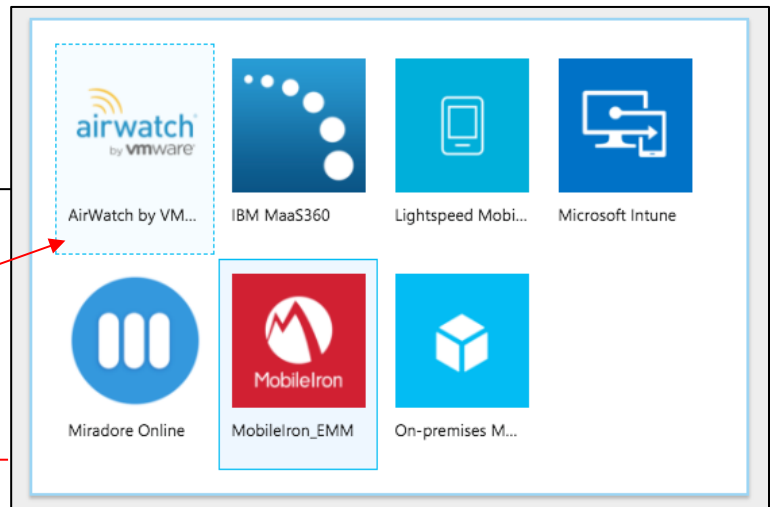 airwatch
by vmware
AirWatch by VM...
IBM MaaS360
Lightspeed Mobi...
Microsoft Intune
MobileIron
Miradore Online
MobileIron_EMM
On-premises M...